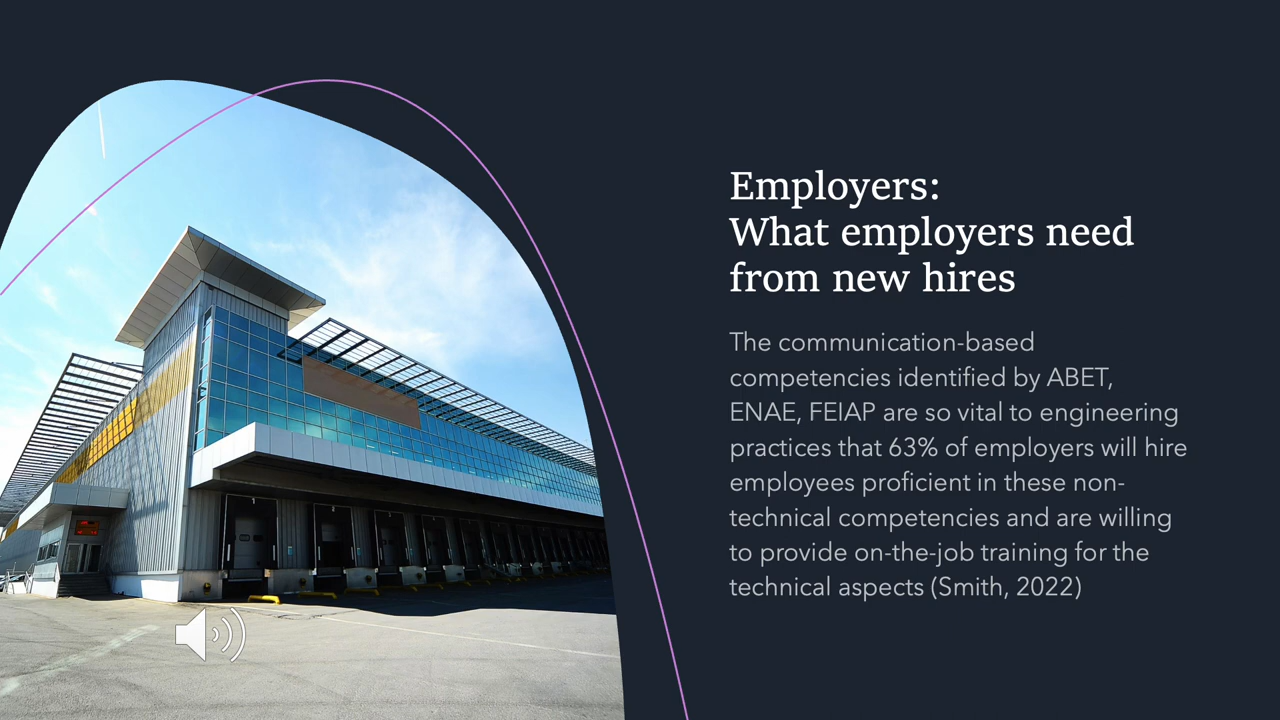 Employers:
What employers need
from new hires
The communication-based
competencies identified by ABET,
ENAE, FEIAP are so vital to engineering
practices that 63% of employers will hire
employees proficient in these non-
technical competencies and are willing
to provide on-the-job training for the
technical aspects (Smith, 2022)